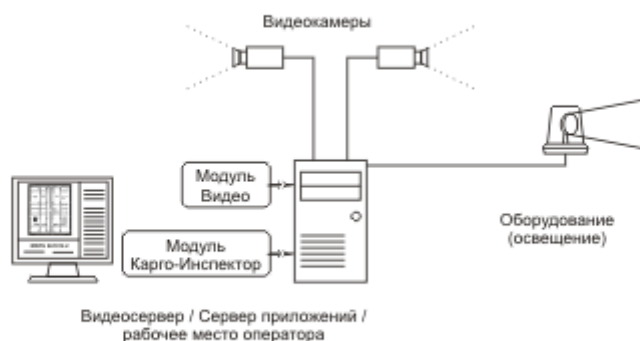 Видеокамеры
Модуль
Видео
Модуль
Карго-Инспектор
Оборудование
(освещение)
Видеосервер / Сервер приложений /
рабочее место оператора